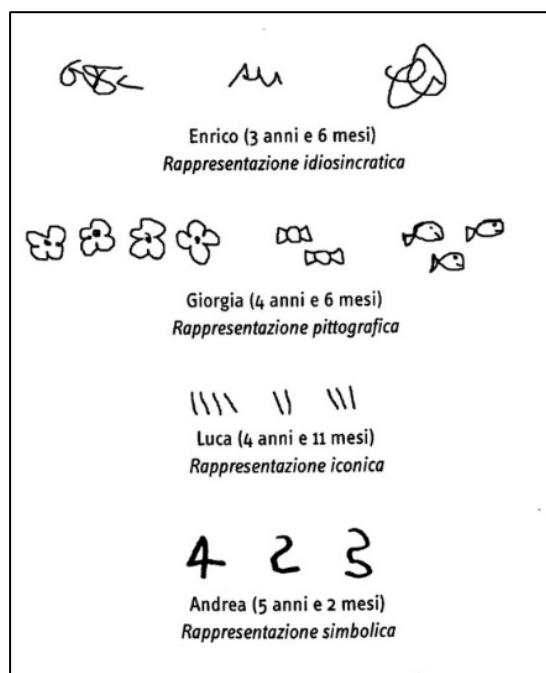 Enrico (3 anni e 6 mesi)
Rappresentazione idiosincratica
Giorgia (4 anni e 6 mesi)
Rappresentazione pittografica
Luca (4 anni e 11 mesi)
Rappresentazione iconica
4 2 3
Andrea (5 anni e 2 mesi)
Rappresentazione simbolica